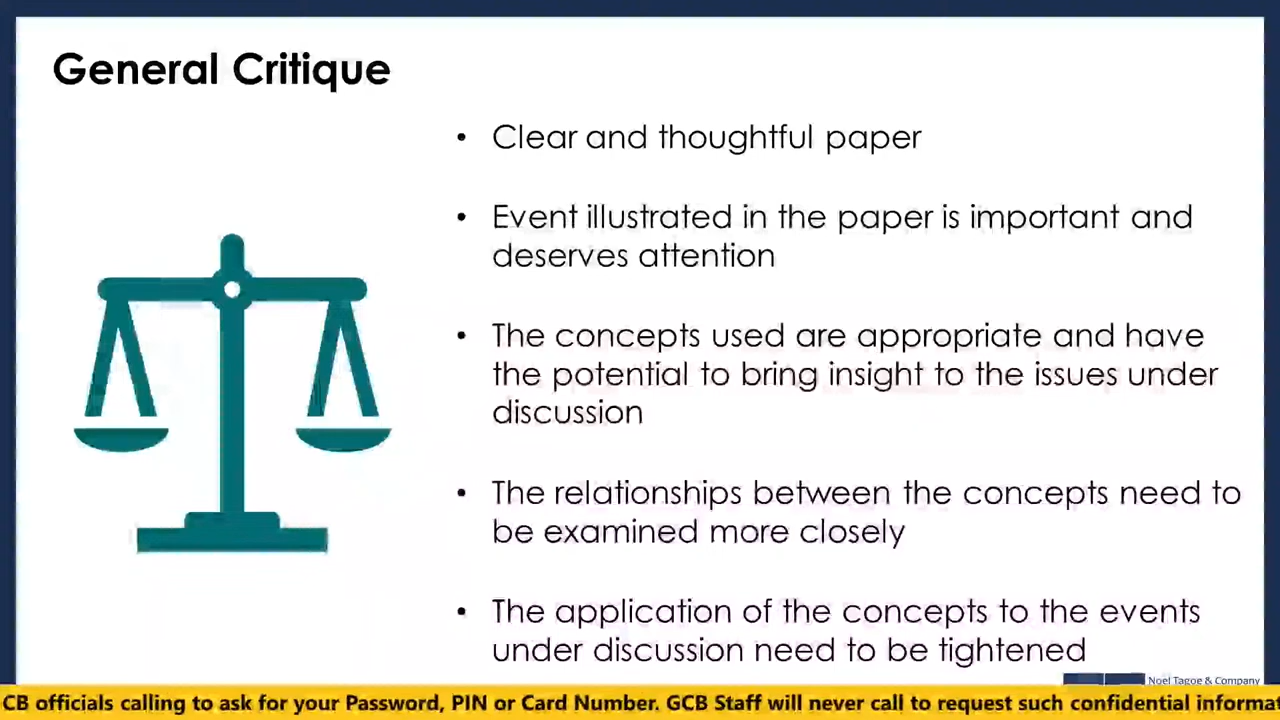 General Critique
• Clear and thoughtful paper
• Event illustrated in the paper is important and
deserves attention
• The concepts used are appropriate and have
the potential to bring insight to the issues under
discussion
• The relationships between the concepts need to
be examined more closely
• The application of the concepts to the events
under discussion need to be tightened
Noel Tagoe & Company
CB officials calling to ask for your Password, PIN or Card Number. GCB Staff will never call to request such confidential informa